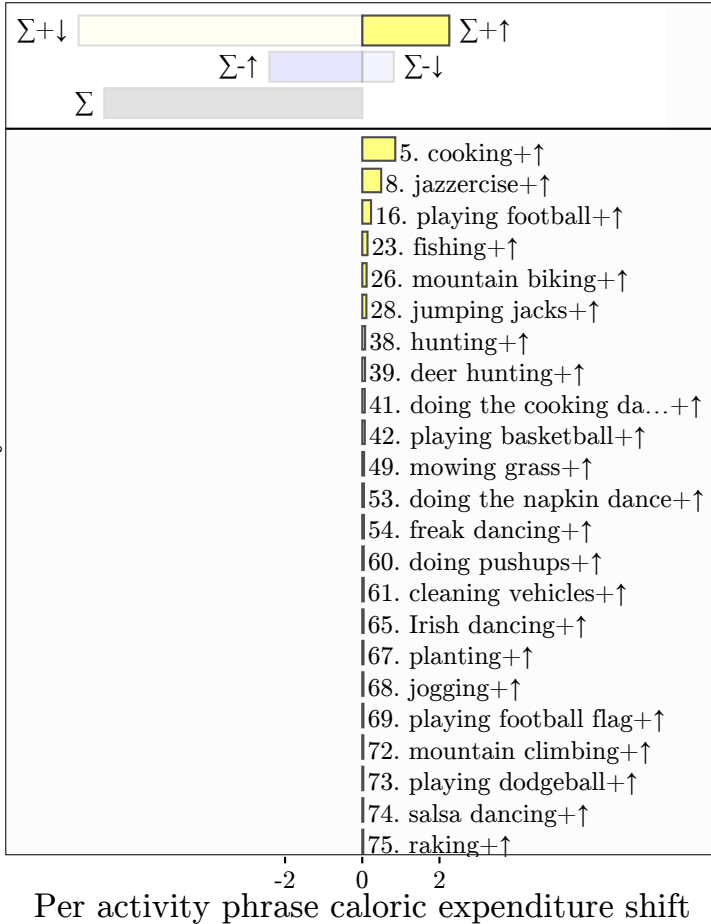 ∑+↓ ∑+↑
∑-↑ ∑-↓
∑
5. cooking+↑
8. jazzercise+↑
16. playing football+↑
23. fishing+↑
26. mountain biking+↑
28. jumping jacks+↑
38. hunting+↑
39. deer hunting+↑
41. doing the cooking da...+↑
42. playing basketball+↑
49. mowing grass+↑
53. doing the napkin dance+↑
54. freak dancing+↑
60. doing pushups+↑
61. cleaning vehicles+↑
65. Irish dancing+↑
67. planting+↑
68. jogging+↑
69. playing football flag+↑
72. mountain climbing+↑
73. playing dodgeball+↑
74. salsa dancing+↑
75. raking+↑
-2 0 2
Per activity phrase caloric expenditure shift